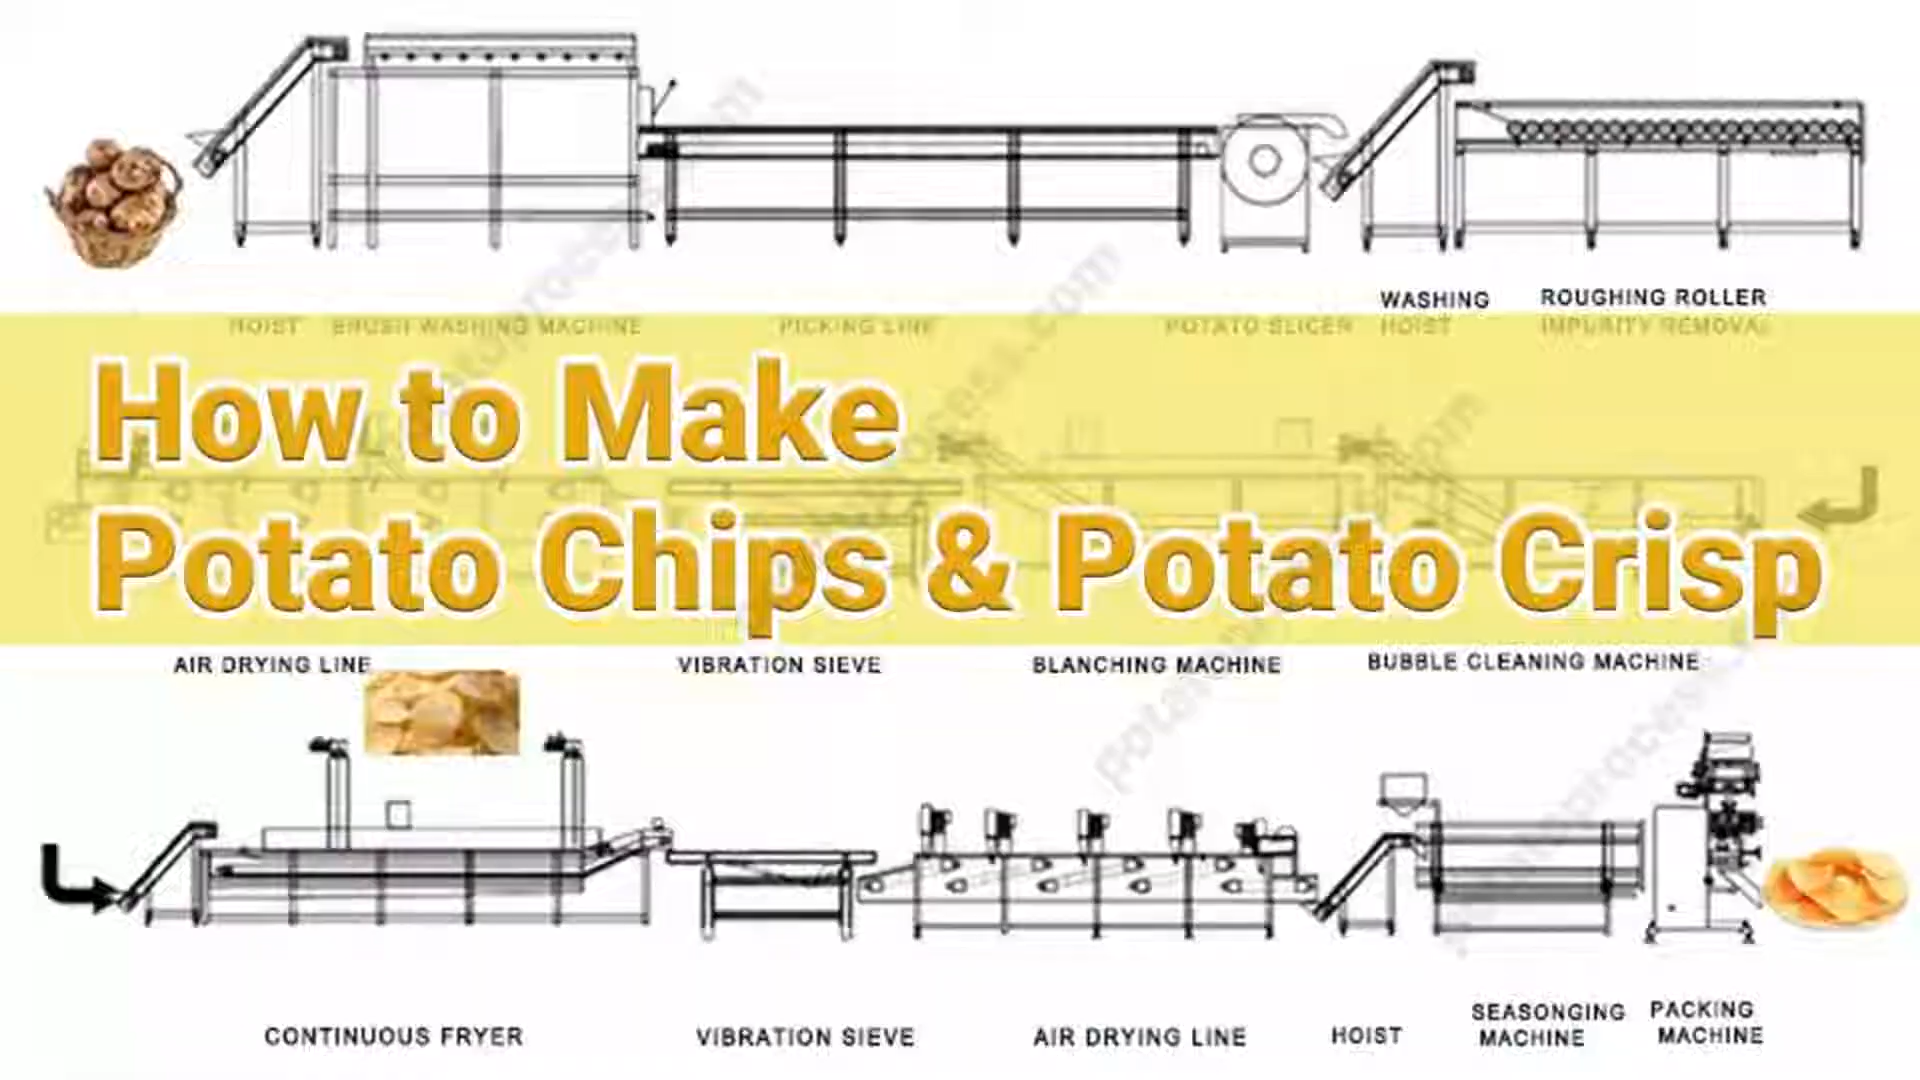 WASHING
ROUGHING ROLLER
HOIST
BRUSH WASHING MACHINE
PICKING LINE
POTATO SLICER
HOIST
IMPURITY REMOVAL
How to Make
Potato Chips & Potato Crisp
AIR DRYING LINE
VIBRATION SIEVE
BLANCHING MACHINE
BUBBLE CLEANING MACHINE
CONTINUOUS FRYER
VIBRATION SIEVE
AIR DRYING LINE
HOIST
SEASONGING
MACHINE
PACKING
MACHINE